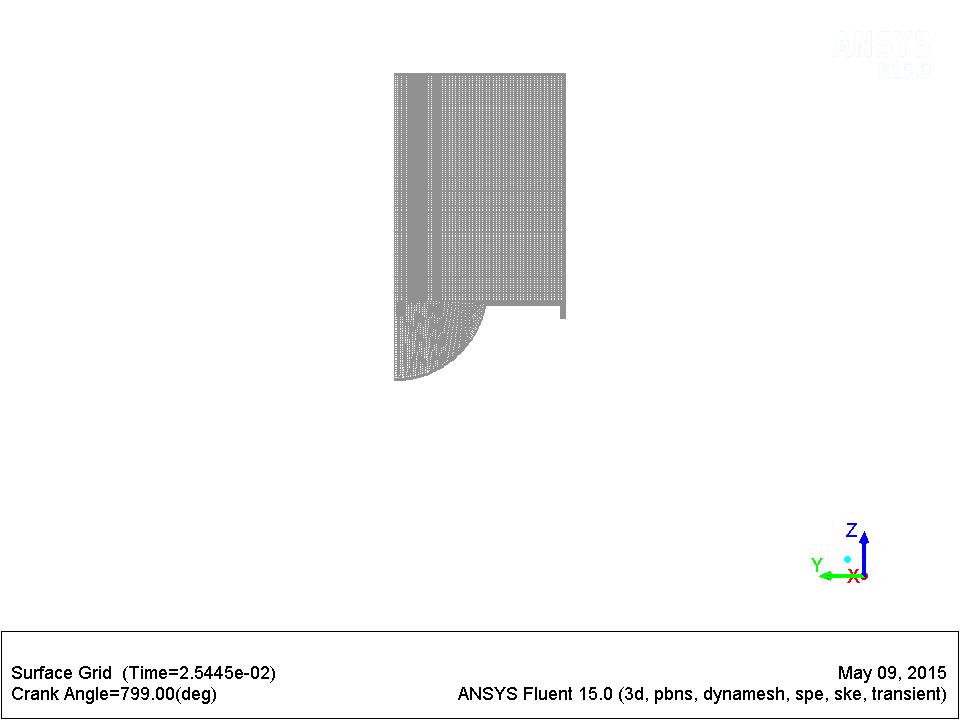 ANSYS
R15.0
Z
Y
X
Surface Grid  (Time=2.5445e-02)
May 09, 2015
Crank Angle=799.00(deg)
ANSYS Fluent 15.0 (3d, pbns, dynamesh, spe, ske, transient)